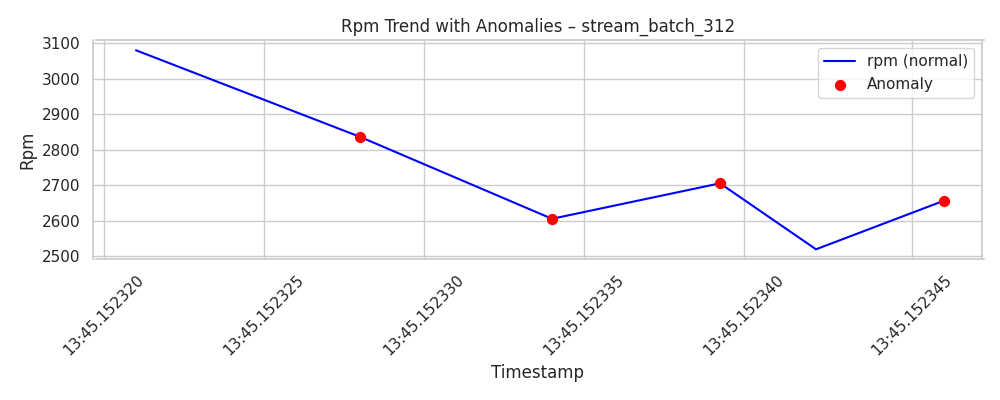 Rpm Trend with Anomalies – stream_batch_312
3100
3000
2900
2800
2700
2600
2500
Rpm
rpm (normal)
Anomaly
13:45.152320
13:45.152325
13:45.152330
13:45.152335
13:45.152340
13:45.152345
Timestamp